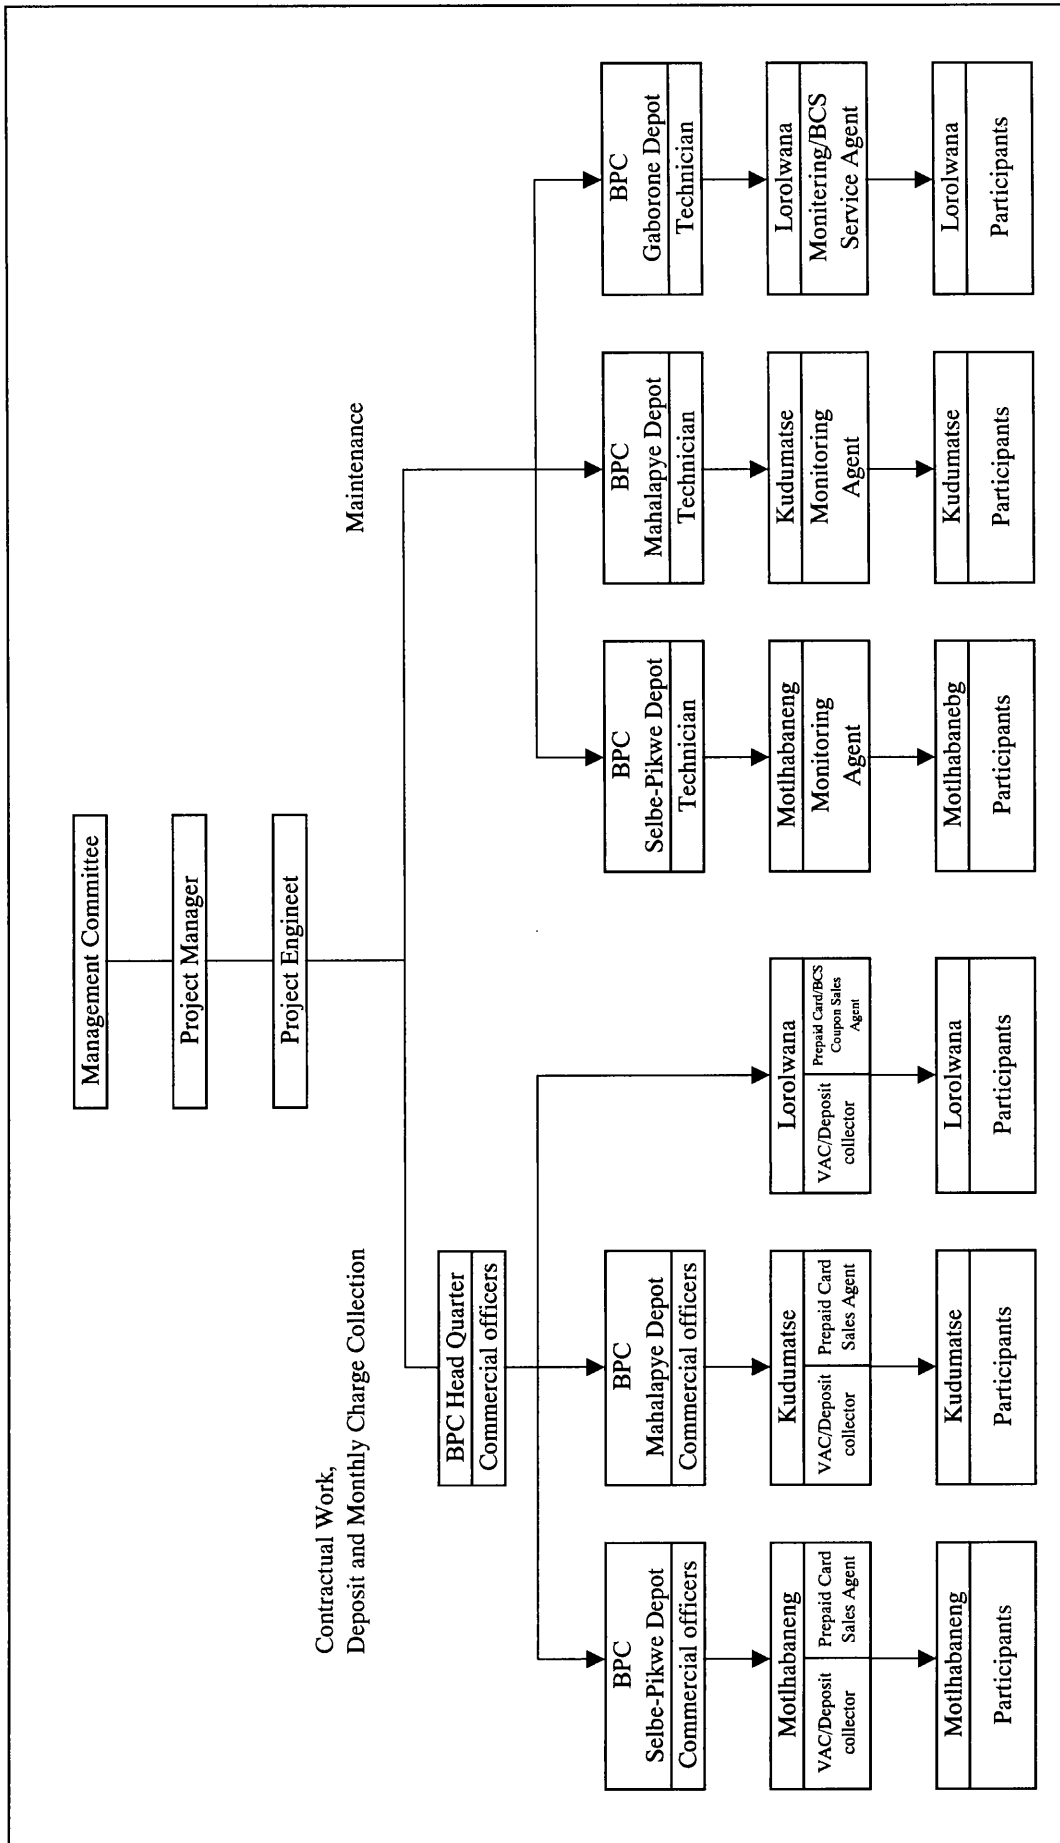 Management Committee
Project Manager
Project Engineet
Contractual Work,
Deposit and Monthly Charge Collection
Maintenance
BPC Head Quarter
Commercial officers
BPC
Selbe-Pikwe Depot
Commercial officers
BPC
Mahalapye Depot
Commercial officers
BPC
Selbe-Pikwe Depot
Technician
BPC
Mahalapye Depot
Technician
BPC
Gaborone Depot
Technician
Motlhabaneng
VAC/Deposit
collector
Prepaid Card
Sales Agent
Kudumatse
VAC/Deposit
collector
Prepaid Card
Sales Agent
Lorolwana
VAC/Deposit
collector
Prepaid Card/BCS
Coupon Sales
Agent
Motlhabaneng
Monitoring
Agent
Kudumatse
Monitoring
Agent
Lorolwana
Monitering/BCS
Service Agent
Motlhabaneng
Participants
Kudumatse
Participants
Lorolwana
Participants
Motlhabanebg
Participants
Kudumatse
Participants
Lorolwana
Participants